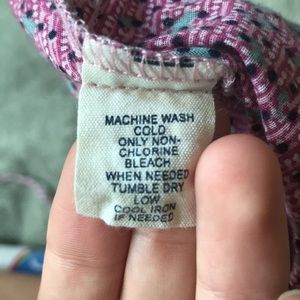 MACHINE WASH
COLD
ONLY NON-
CHLORINE
BLEACH
WHEN NEEDED
TUMBLE DRY
LOW
COOL IRON
IF NEEDED